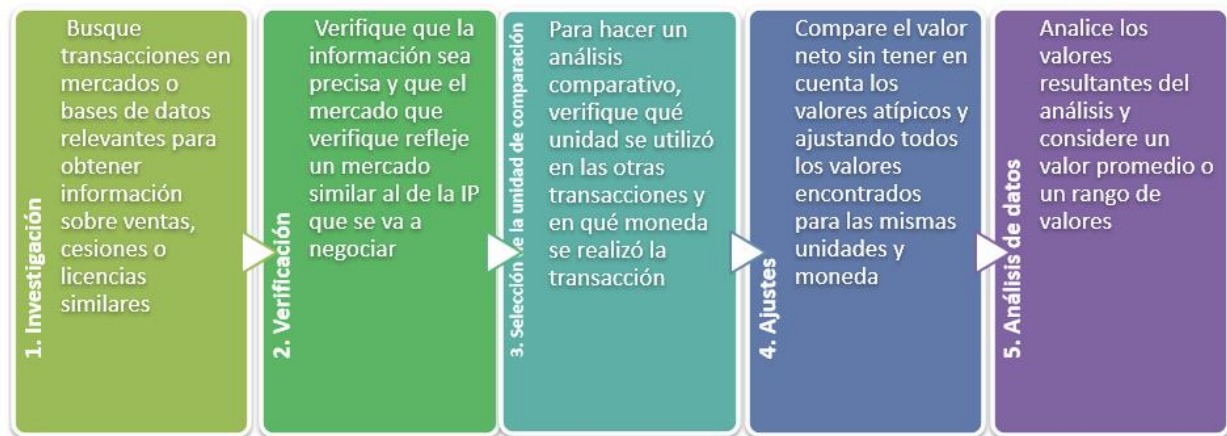 1. Investigación
Busque
transacciones en
mercados o
bases de datos
relevantes para
obtener
información
sobre ventas,
cesiones o
licencias
similares
2. Verificación
Verifique que la
información sea
precisa y que el
mercado que
verifique refleje
un mercado
similar al de la IP
que se va a
negociar
3. Selección de la unidad de comparación
Para hacer un
análisis
comparativo,
verifique qué
unidad se utilizó
en las otras
transacciones y
en qué moneda
se realizó la
transacción
4. Ajustes
Compare el valor
neto sin tener en
cuenta los
valores atípicos y
ajustando todos
los valores
encontrados
para las mismas
unidades y
moneda
5. Análisis de datos
Analice los
valores
resultantes del
análisis y
considere un
valor promedio o
un rango de
valores